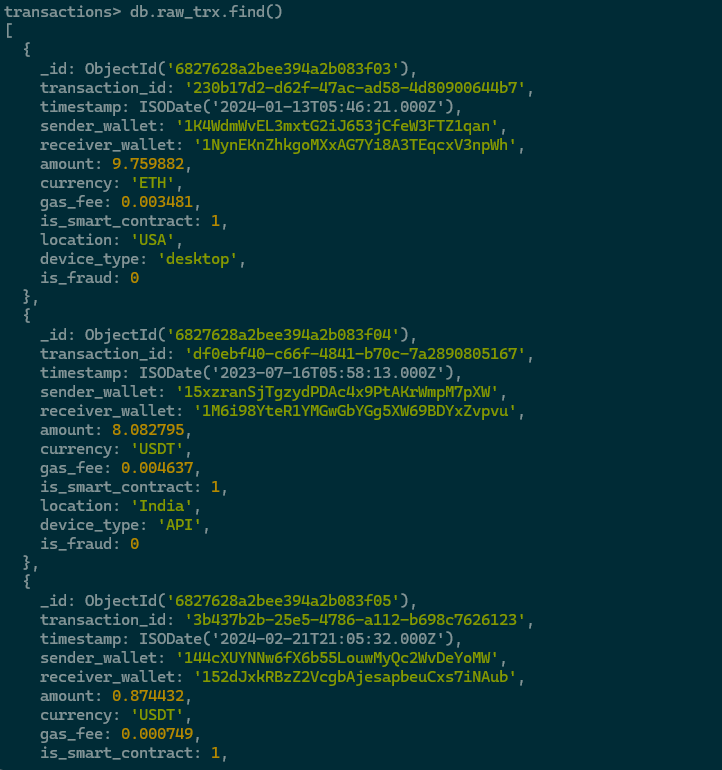 transactions> db.raw_trx.find()
[
  {
    _id: ObjectId('6827628a2bee394a2b083f03'),
    transaction_id: '230b17d2-d62f-47ac-ad58-4d80900644b7',
    timestamp: ISODate('2024-01-13T05:46:21.000Z'),
    sender_wallet: '1K4WdmWvEL3mxtG2iJ653jCfeW3FTZ1qan',
    receiver_wallet: '1NynEKnZhkgoMXxAG7Yi8A3TEqcxV3npWh',
    amount: 9.759882,
    currency: 'ETH',
    gas_fee: 0.003481,
    is_smart_contract: 1,
    location: 'USA',
    device_type: 'desktop',
    is_fraud: 0
  },
  {
    _id: ObjectId('6827628a2bee394a2b083f04'),
    transaction_id: 'df0ebf40-c66f-4841-b70c-7a2890805167',
    timestamp: ISODate('2023-07-16T05:58:13.000Z'),
    sender_wallet: '15xzranSjTgzydPDAc4x9PtAKrWmpM7pXW',
    receiver_wallet: '1M6i98YteR1YMGwGbYGg5XW69BDYxZvpvu',
    amount: 8.082795,
    currency: 'USDT',
    gas_fee: 0.004637,
    is_smart_contract: 1,
    location: 'India',
    device_type: 'API',
    is_fraud: 0
  },
  {
    _id: ObjectId('6827628a2bee394a2b083f05'),
    transaction_id: '3b437b2b-25e5-4786-a112-b698c7626123',
    timestamp: ISODate('2024-02-21T21:05:32.000Z'),
    sender_wallet: '144cXUYNNw6fX6b55LouwMyQc2WvDeYoMW',
    receiver_wallet: '152dJxkRBzZ2VcgbAjesapbeuCxs7iNAub',
    amount: 0.874432,
    currency: 'USDT',
    gas_fee: 0.000749,
    is_smart_contract: 1,